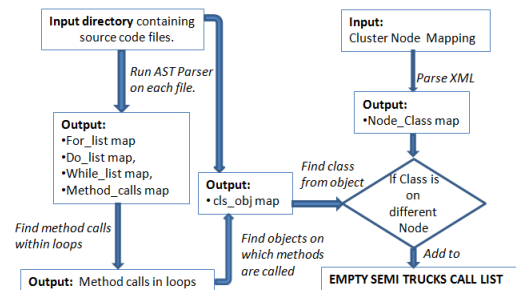 Input directory containing
source code files.
Run AST Parser
on each file.
Output:
•For_list map
•Do_list map,
•While_list map,
•Method_calls map
Find method calls
within loops
Output: Method calls in loops
Output:
• cls_obj map
Find objects on
which methods
are called
Find class
from object
Input:
Cluster Node Mapping
Parse XML
Output:
•Node_Class map
If Class is
on
different
Node
Add to
EMPTY SEMI TRUCKS CALL LIST